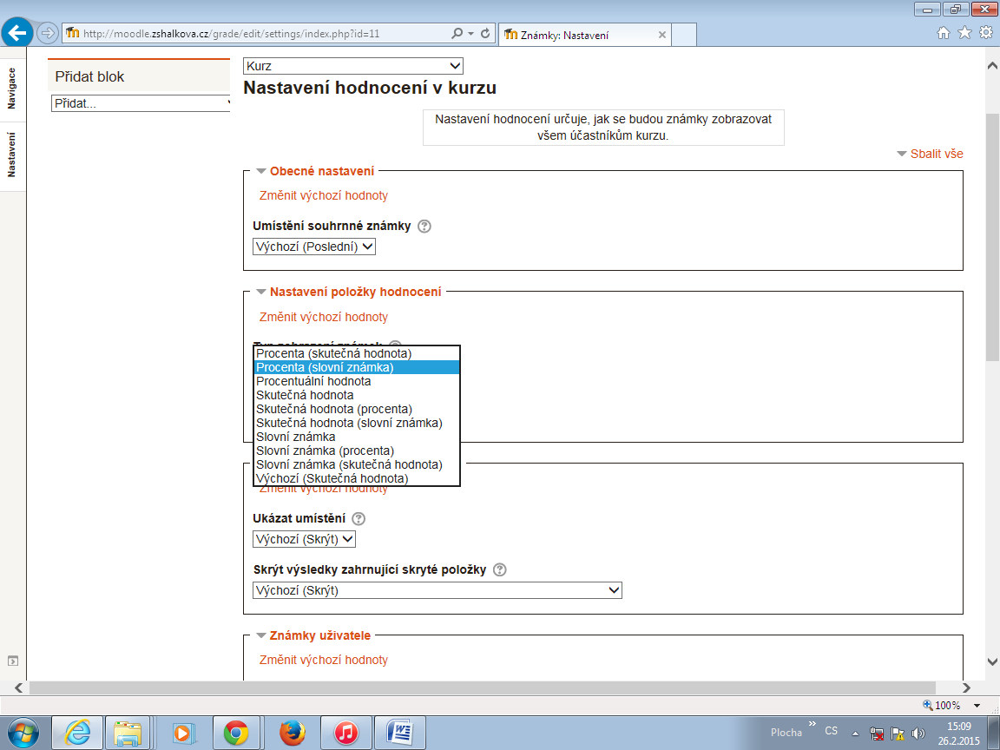 http://moodle.zshalkova.cz/grade/edit/settings/index.php?id=11
Známky: Nastavení
Navigace
Nastavení
Přidat blok
Přidat...
Kurz
Nastavení hodnocení v kurzu
Nastavení hodnocení určuje, jak se budou známky zobrazovat
všem účastníkům kurzu.
Sbalit vše
Obecné nastavení
Změnit výchozí hodnoty
Umístění souhrnné známky
Výchozí (Poslední)
Nastavení položky hodnocení
Změnit výchozí hodnoty
Typ zobrazení známek
Procenta (skutečná hodnota)
Procenta (slovní známka)
Procentuální hodnota
Skutečná hodnota
Skutečná hodnota (procenta)
Skutečná hodnota (slovní známka)
Slovní známka
Slovní známka (procenta)
Slovní známka (skutečná hodnota)
Výchozí (Skutečná hodnota)
Změnit výchozí hodnoty
Ukázat umístění
Výchozí (Skrýt)
Skrýt výsledky zahrnující skryté položky
Výchozí (Skrýt)
Známky uživatele
Změnit výchozí hodnoty
100%
Plocha
CS
15:09
26.2.2015